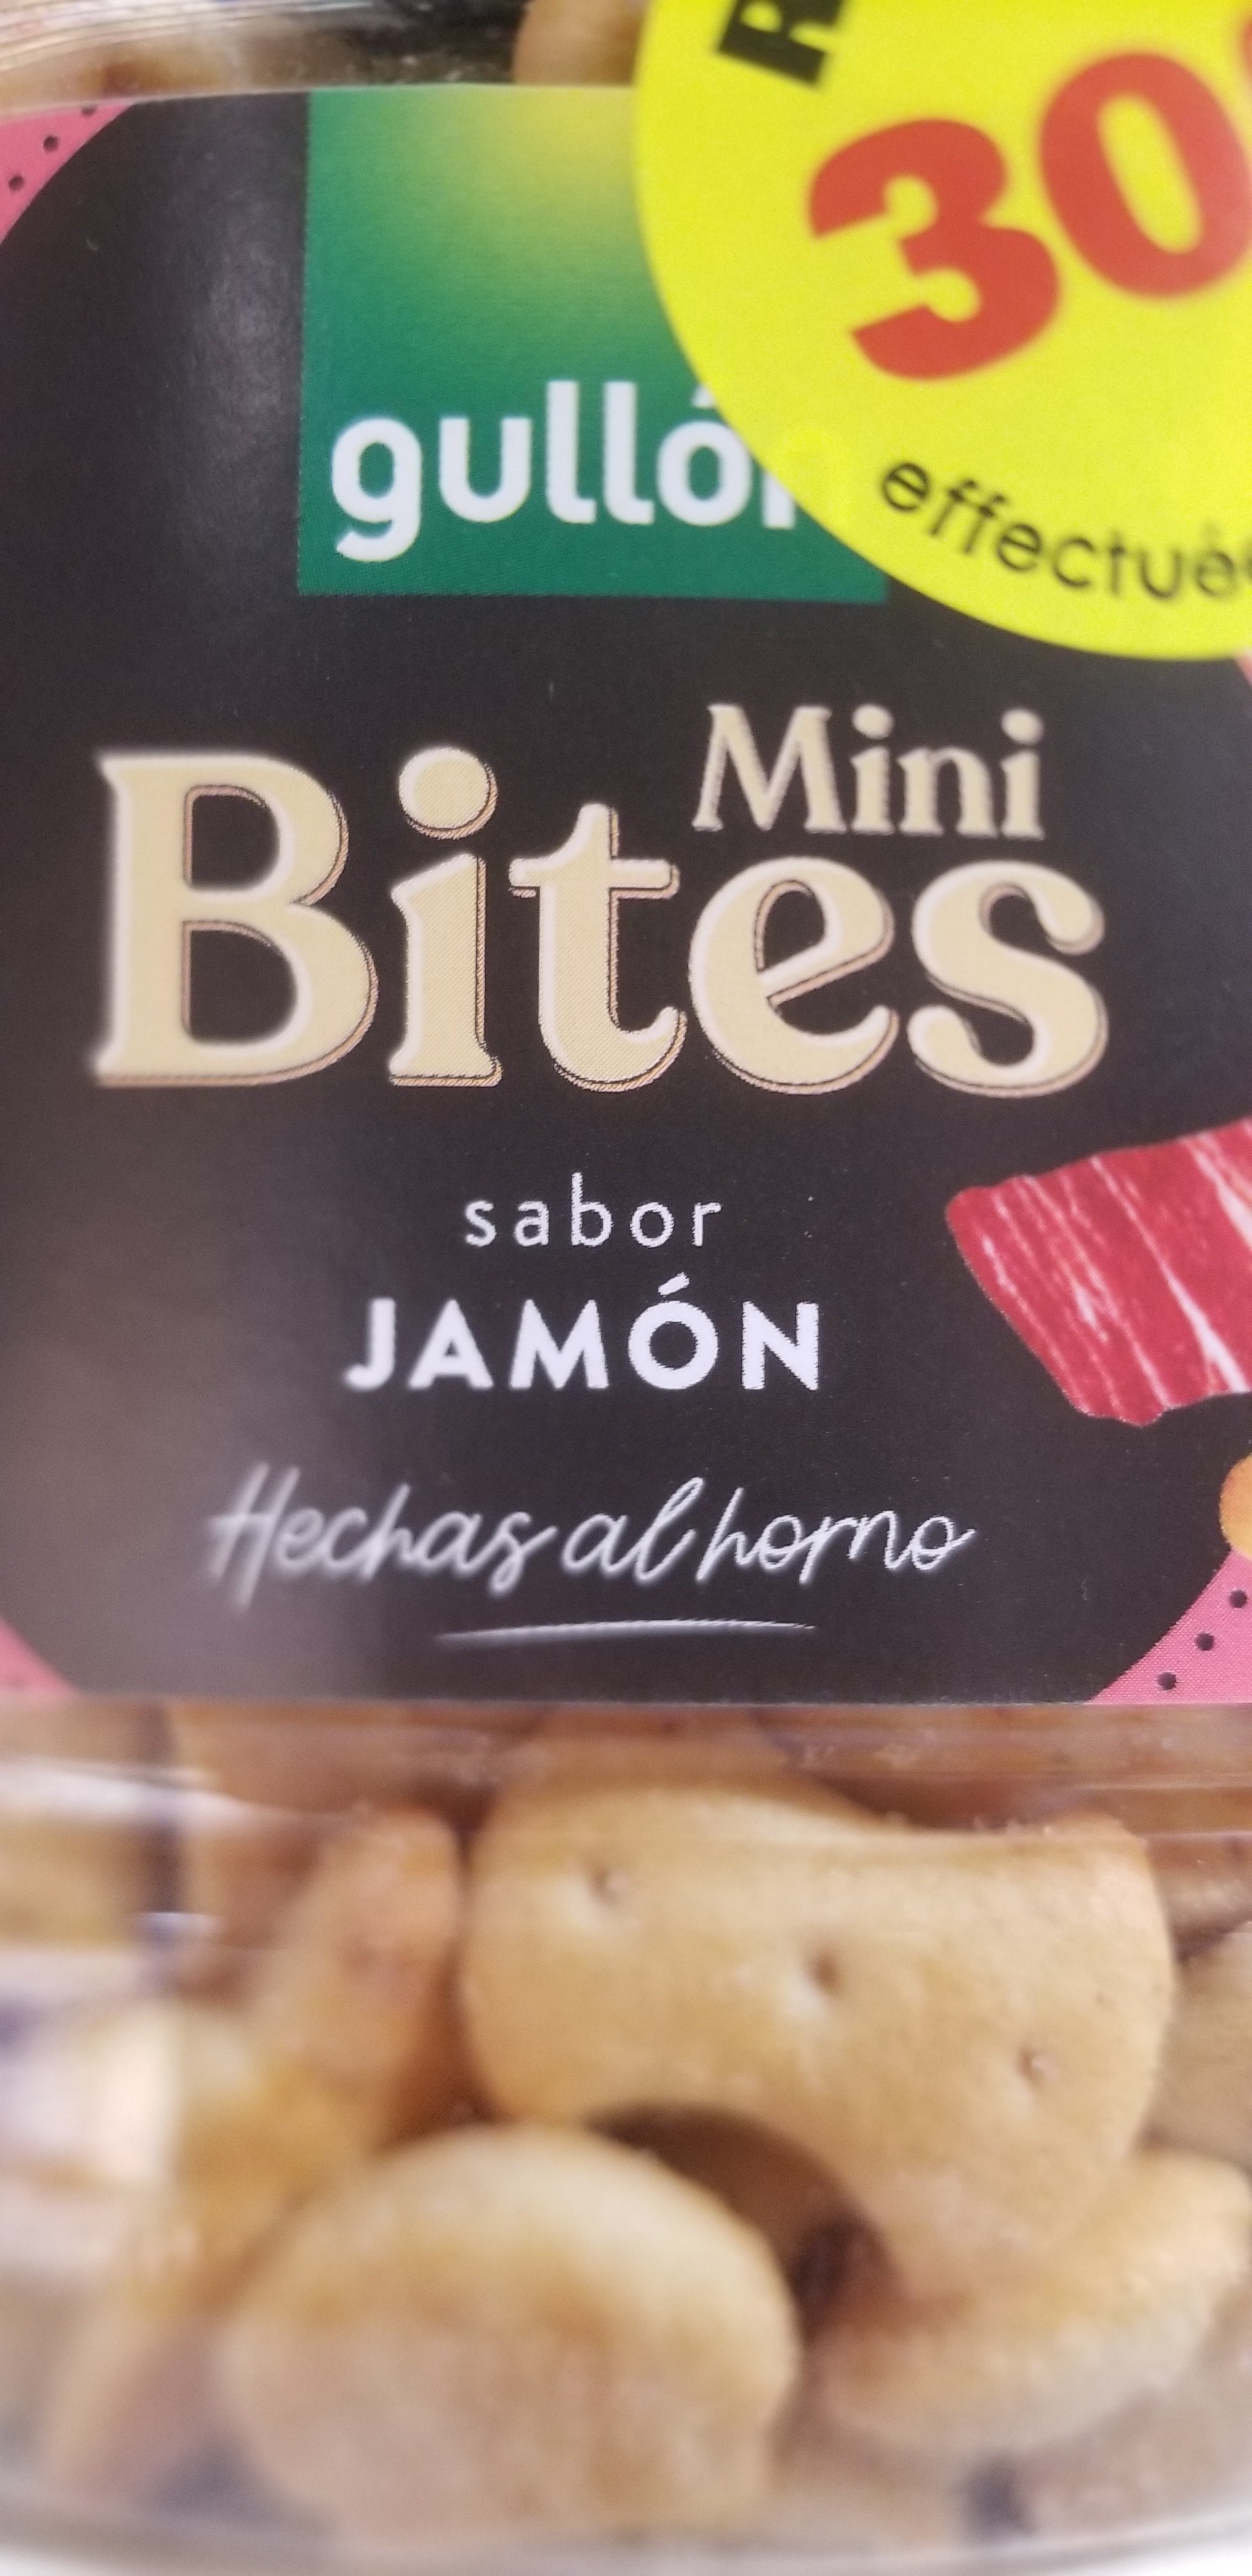 30
effectué
gullón
Mini
Bites
sabor
JAMÓN
Hechas al horno